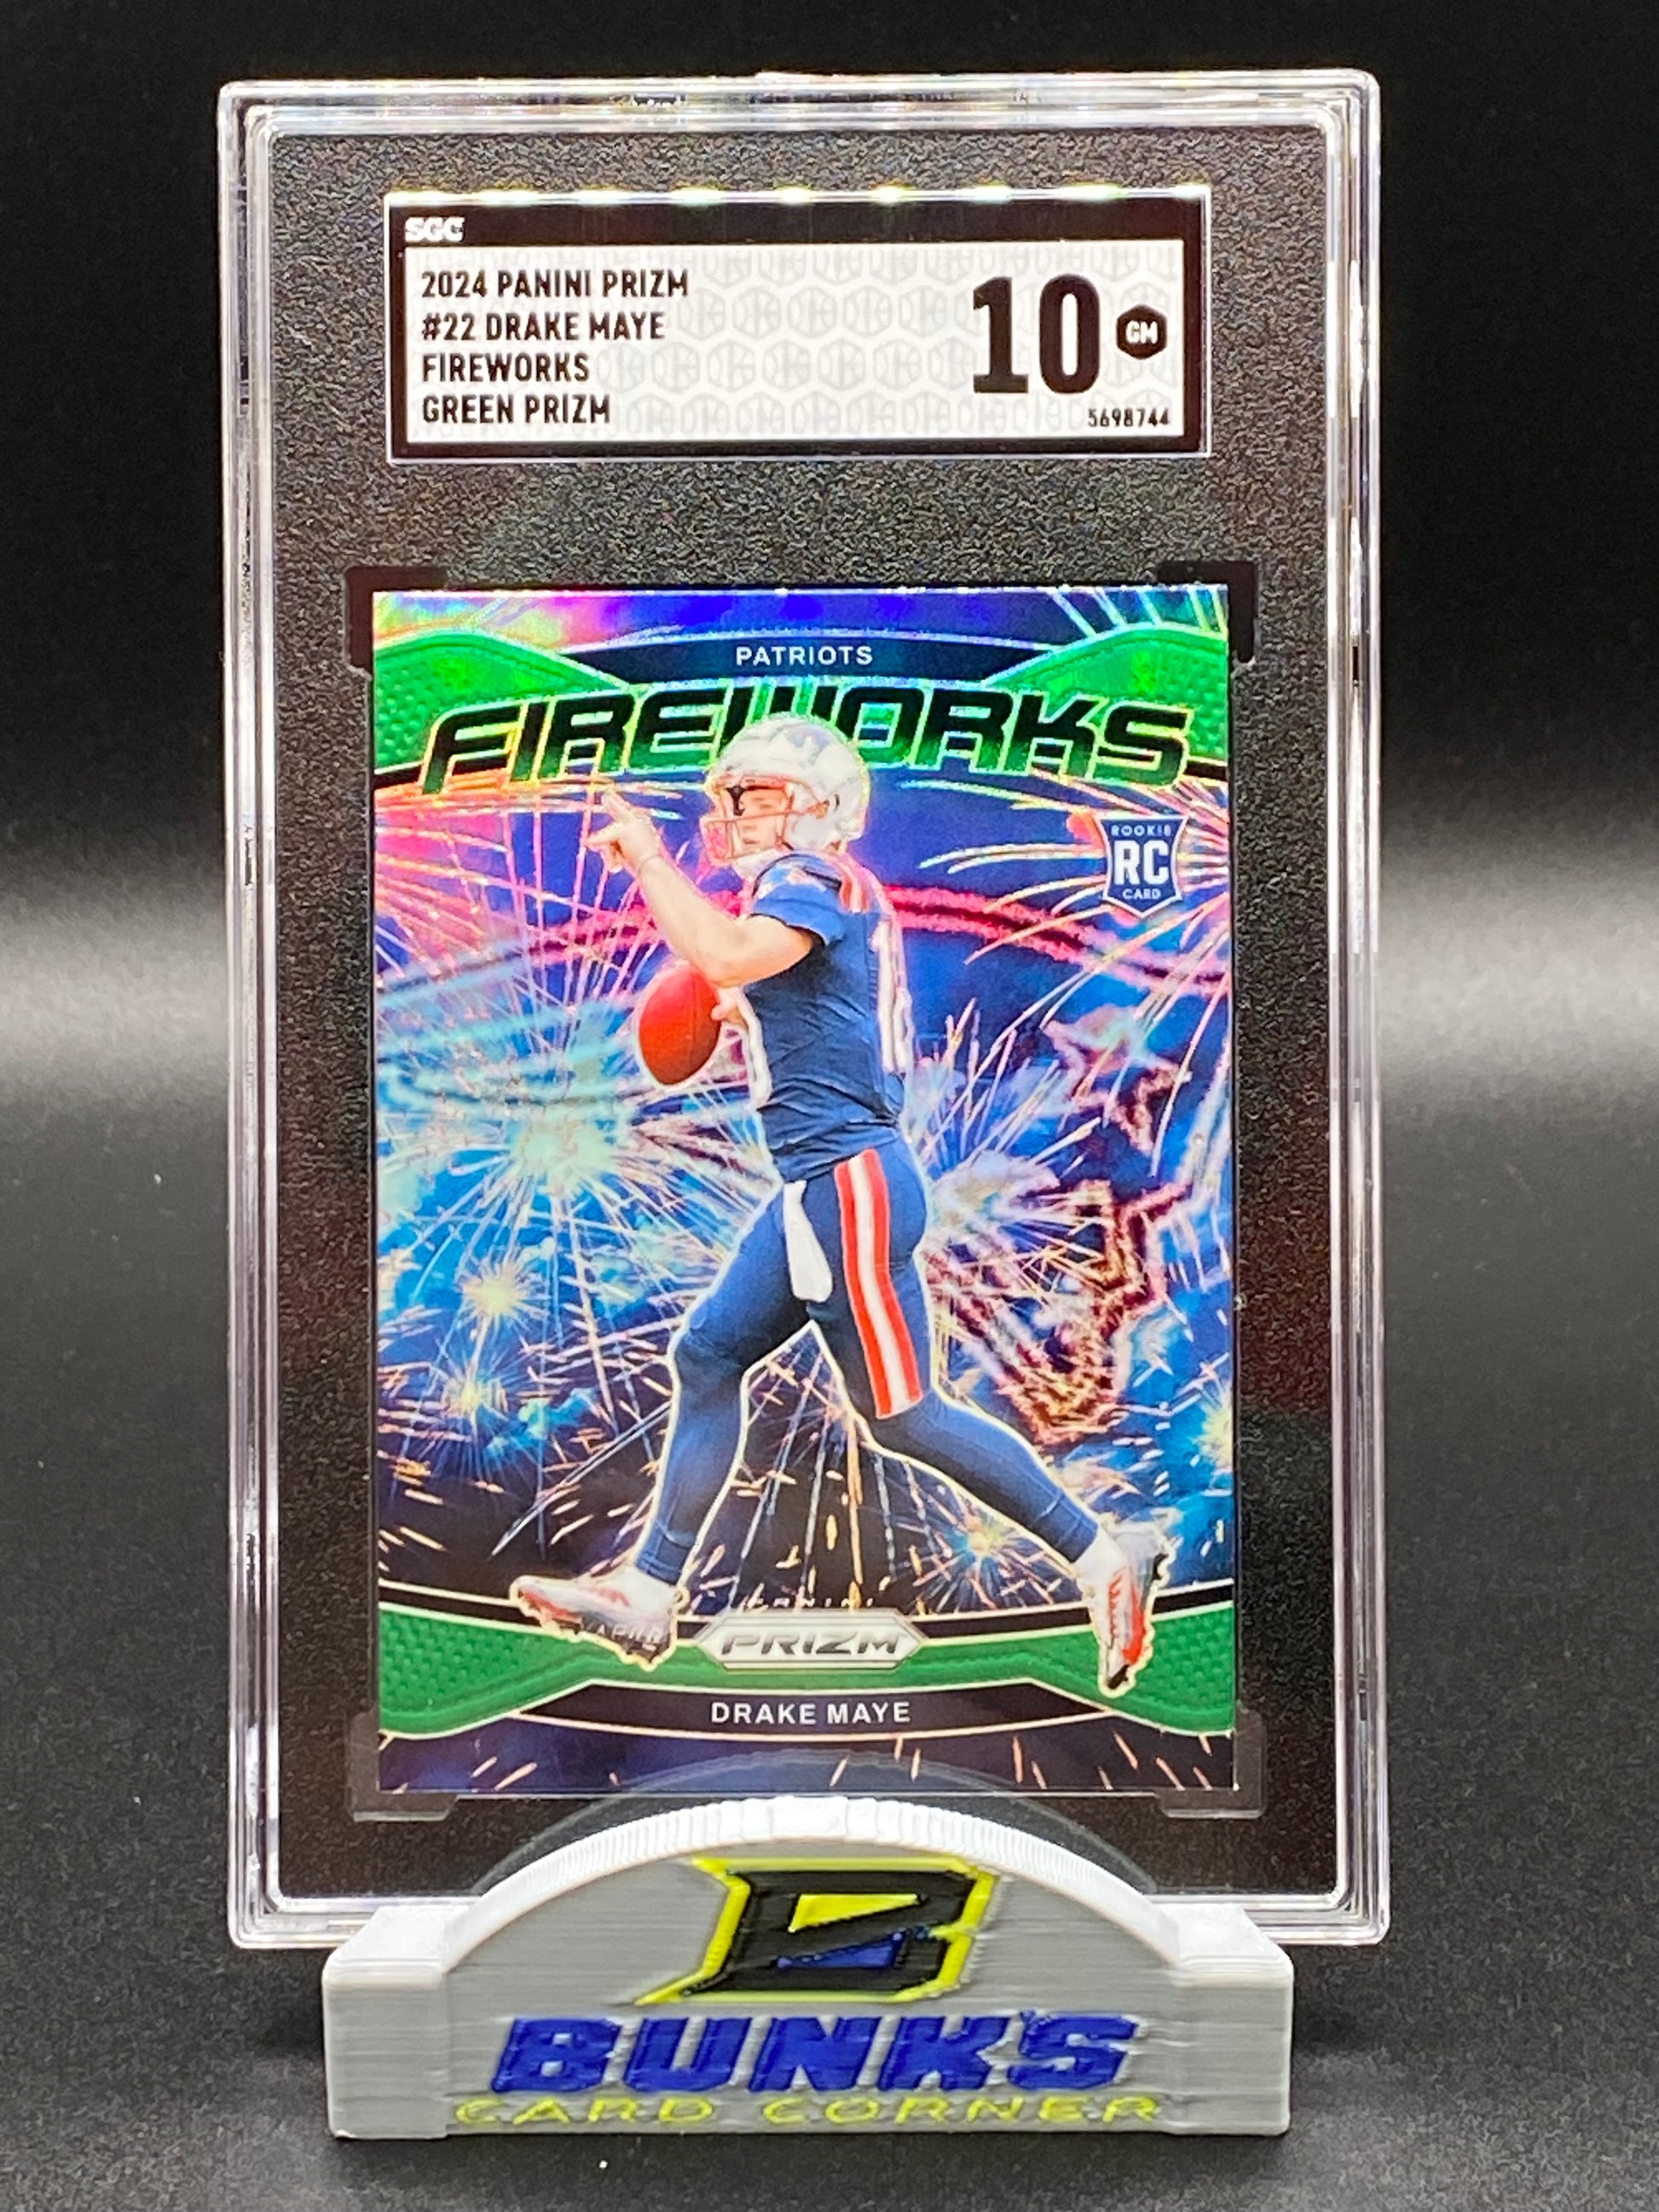 SGC
2024 PANINI PRIZM
#22 DRAKE MAYE
FIREWORKS
GREEN PRIZM
10 GM
5698744
PATRIOTS
FIREWORKS
ROOKIE
RC
CARD
PANINI
PRIZM
DRAKE MAYE
B
BUNK'S
CARD CORNER